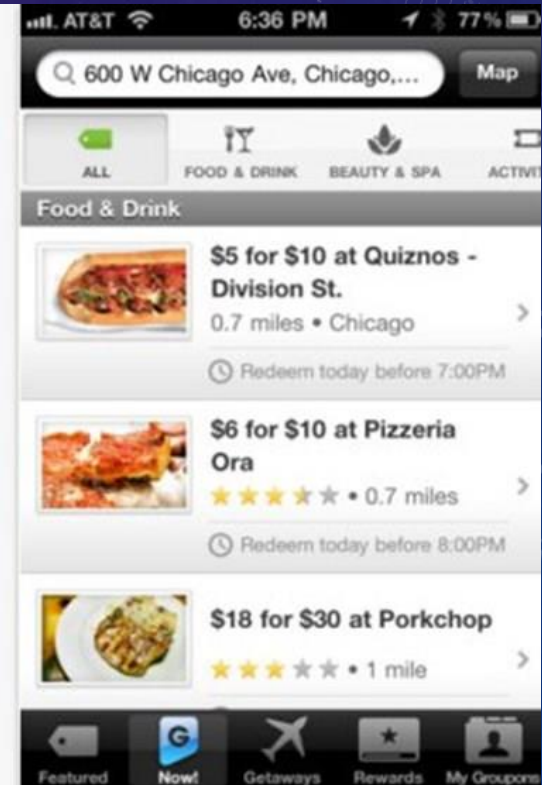 AT&T 6:36 PM 77%
600 W Chicago Ave, Chicago,... Map
ALL FOOD & DRINK BEAUTY & SPA ACTIVIT
Food & Drink
$5 for $10 at Quiznos -
Division St.
0.7 miles • Chicago
Redeem today before 7:00PM
$6 for $10 at Pizzeria
Ora
• 0.7 miles
Redeem today before 8:00PM
$18 for $30 at Porkchop
• 1 mile
G
Featured Now! Getaways Rewards My Groupons